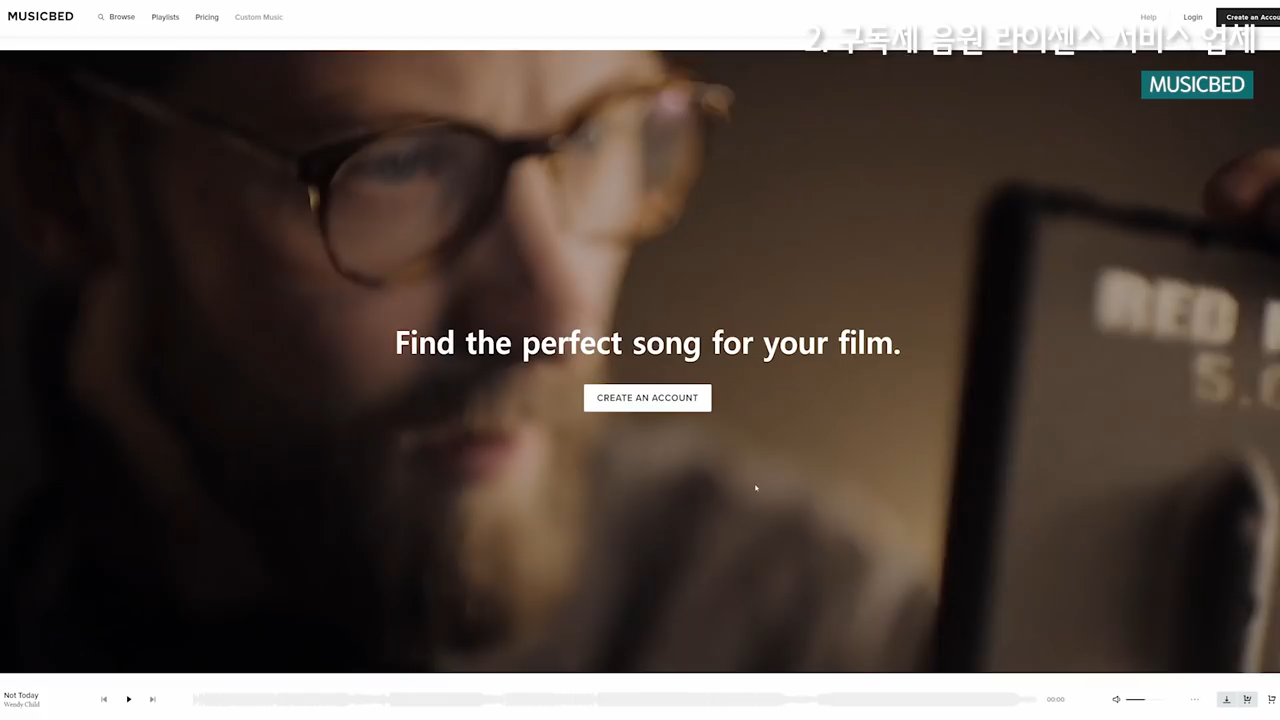 MUSICBED
Browse
Playlists
Pricing
Custom Music
Help
Login
Create an Accou
2. 구독제 음원 라이센스 서비스 업체
MUSICBED
RED
5.
Find the perfect song for your film.
CREATE AN ACCOUNT
Not Today
Wendy Child
00:00